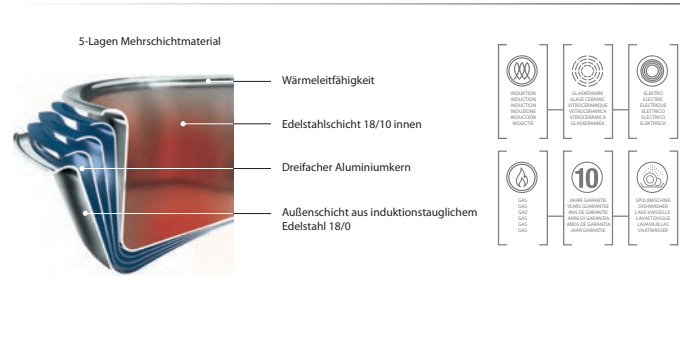 5-Lagen Mehrschichtmaterial
Wärmeleitfähigkeit
Edelstahlschicht 18/10 innen
Dreifacher Aluminiumkern
Außenschicht aus induktionstauglichem
Edelstahl 18/0
INDUKTION
INDUCTION
INDUCTION
INDUZIONE
INDUCCIÓN
INDUCTIE
GLASKERAMIK
GLASS CERAMIC
VITROCÉRAMIQUE
VETROCERAMICA
VITROCERÁMICA
GLASKERAMIEK
ELEKTRO
ELECTRIC
ELECTRIQUE
ELETTRICO
ELECTRICO
ELEKTRISCH
GAS
GAS
GAZ
GAS
GAS
GAS
10
JAHRE GARANTIE
YEARS GUARANTEE
ANS DE GARANTIE
ANNI DI GARANZIA
AÑOS DE GARANTÍA
JAAR GARANTIE
SPÜLMASCHINE
DISHWASHER
LAVE-VAISSELLE
LAVASTOVIGLIE
LAVAVAJILLAS
VAATWASSER